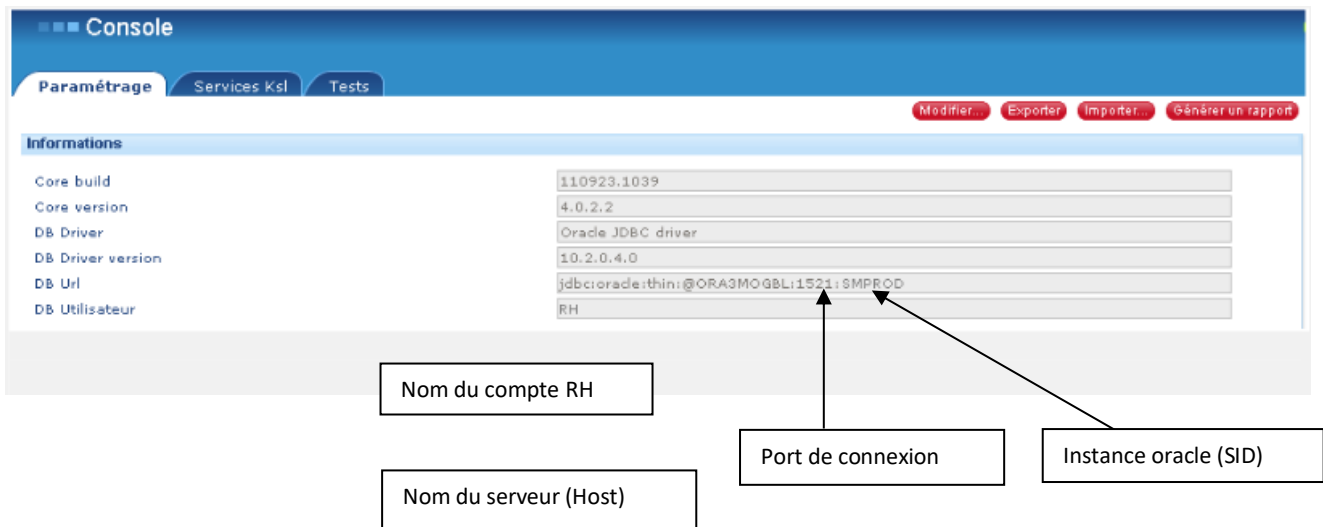 Console
Paramétrage Services Ksl Tests
Modifier... Exporter Importer... Générer un rapport
Informations
Core build 110923.1039
Core version 4.0.2.2
DB Driver Oracle JDBC driver
DB Driver version 10.2.0.4.0
DB Url jdbc:oracle:thin:@ORA3MOGBL:1521:SMPROD
DB Utilisateur RH
Nom du compte RH
Port de connexion Instance oracle (SID)
Nom du serveur (Host)